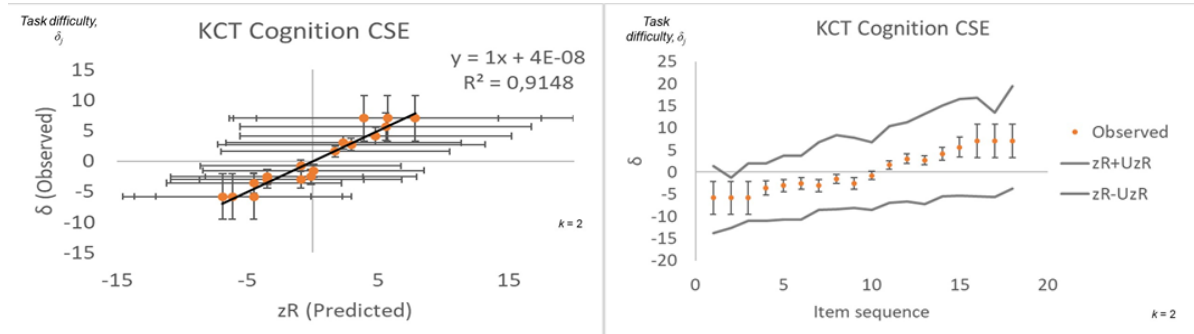 Task difficulty,
δj
KCT Cognition CSE
y = 1x + 4E-08
R² = 0,9148
15
10
5
0
-5
-10
-15
δ (Observed)
-15
-5
5
15
zR (Predicted)
k = 2
Task
difficulty, δj
KCT Cognition CSE
25
20
15
10
5
0
-5
-10
-15
-20
δ
0
5
10
15
20
Item sequence
Observed
zR+UzR
zR-UzR
k = 2